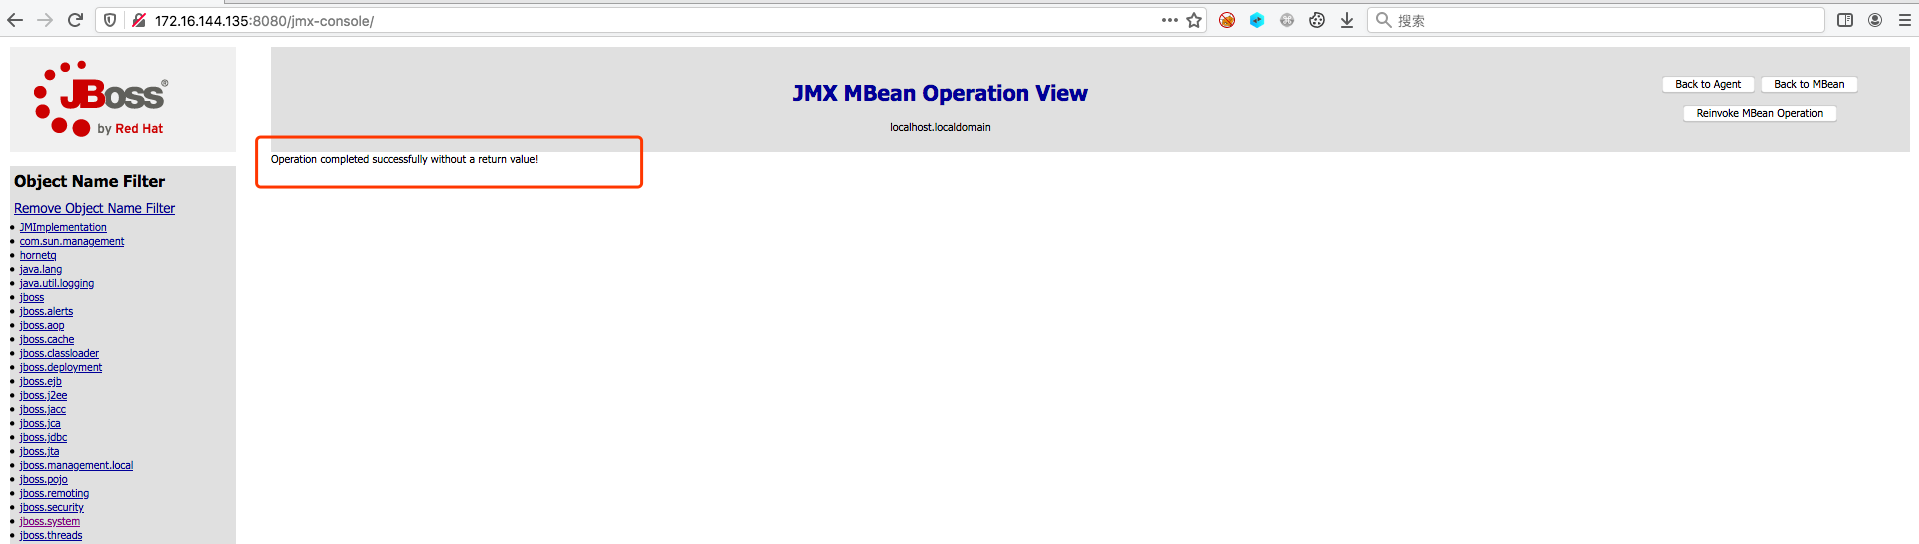 172.16.144.135:8080/jmx-console/
搜索
JBoss®
by Red Hat
JMX MBean Operation View
localhost.localdomain
Back to Agent
Back to MBean
Reinvoke MBean Operation
Operation completed successfully without a return value!
Object Name Filter
Remove Object Name Filter
JMImplementation
com.sun.management
hornetq
java.lang
java.util.logging
jboss
jboss.alerts
jboss.aop
jboss.cache
jboss.classloader
jboss.deployment
jboss.ejb
jboss.j2ee
jboss.jacc
jboss.jca
jboss.jdbc
jboss.jta
jboss.management.local
jboss.pojo
jboss.remoting
jboss.security
jboss.system
jboss.threads